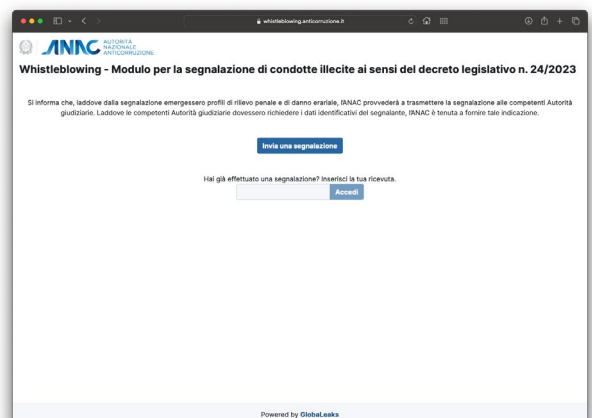 whistleblowing.anticorruzione.it
ANAC
AUTORITÀ
NAZIONALE
ANTICORRUZIONE
Whistleblowing - Modulo per la segnalazione di condotte illecite ai sensi del decreto legislativo n. 24/2023
Si informa che, laddove dalla segnalazione emergessero profili di rilievo penale e di danno erariale, l'ANAC provvederà a trasmettere la segnalazione alle competenti Autorità
giudiziarie. Laddove le competenti Autorità giudiziarie dovessero richiedere i dati identificativi del segnalante, l'ANAC è tenuta a fornire tale indicazione.
Invia una segnalazione
Hai già effettuato una segnalazione? Inserisci la tua ricevuta.
Accedi
Powered by GlobaLeaks